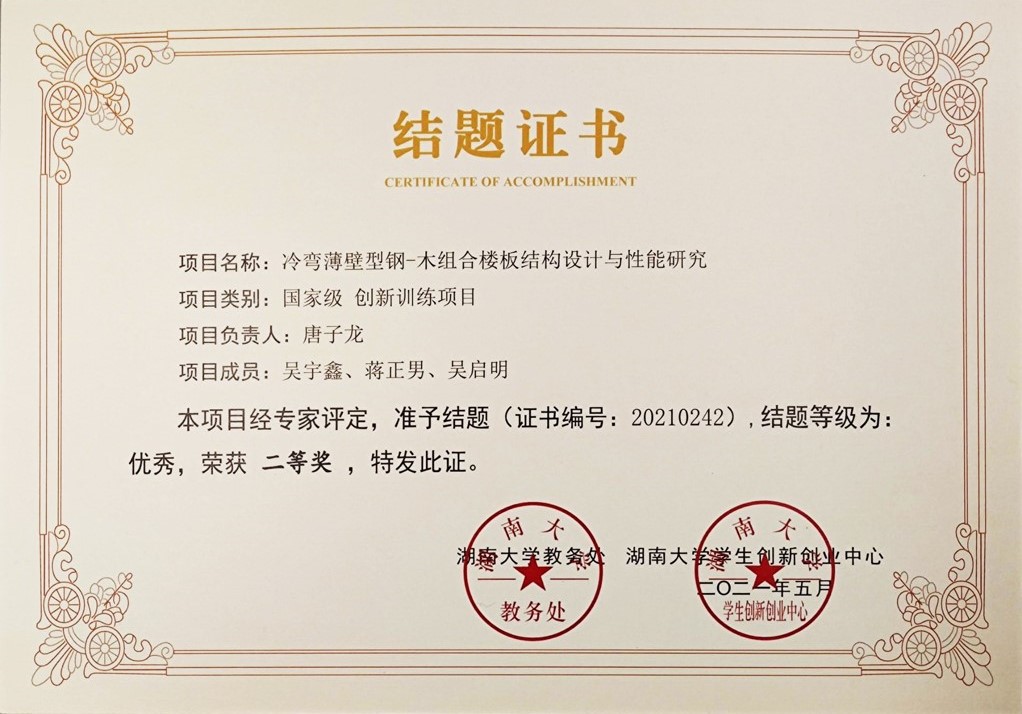 结题证书
CERTIFICATE OF ACCOMPLISHMENT
项目名称：冷弯薄壁型钢-木组合楼板结构设计与性能研究
项目类别：国家级 创新训练项目
项目负责人：唐子龙
项目成员：吴宇鑫、蒋正男、吴启明
本项目经专家评定，准予结题（证书编号：20210242）,结题等级为：
优秀，荣获 二等奖 ，特发此证。
湖南大学教务处 湖南大学学生创新创业中心
二〇二一年五月
湖南大学
教务处
湖南大学
学生创新创业中心